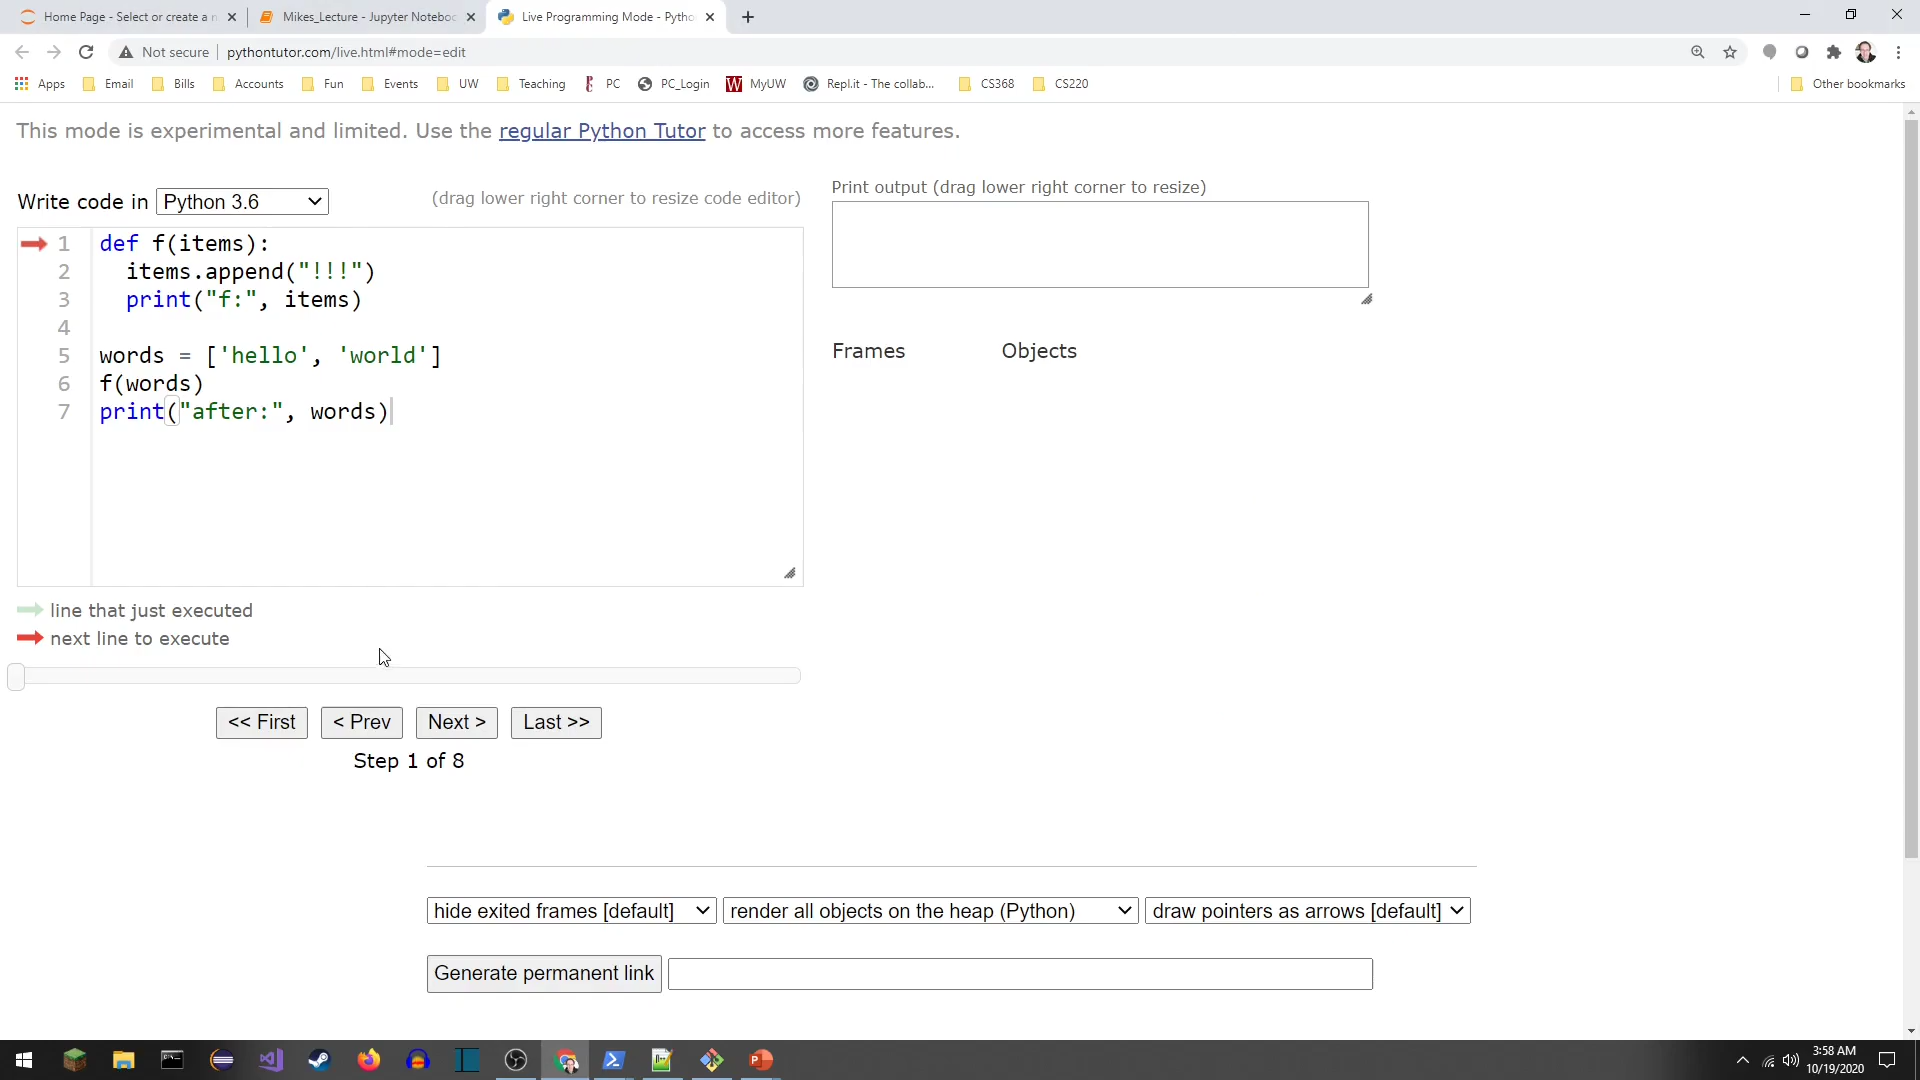 Home Page - Select or create a n
Mikes_Lecture - Jupyter Noteboo
Live Programming Mode - Pytho
Not secure
pythontutor.com/live.html#mode=edit
Apps
Email
Bills
Accounts
Fun
Events
UW
Teaching
PC
PC_Login
MyUW
Repl.it - The collab...
CS368
CS220
Other bookmarks
This mode is experimental and limited. Use the regular Python Tutor to access more features.
Write code in Python 3.6
(drag lower right corner to resize code editor)
1 def f(items):
2 items.append("!!!")
3 print("f:", items)
4
5 words = ['hello', 'world']
6 f(words)
7 print("after:", words)
line that just executed
next line to execute
<< First
< Prev
Next >
Last >>
Step 1 of 8
Print output (drag lower right corner to resize)
Frames
Objects
hide exited frames [default]
render all objects on the heap (Python)
draw pointers as arrows [default]
Generate permanent link
3:58 AM
10/19/2020